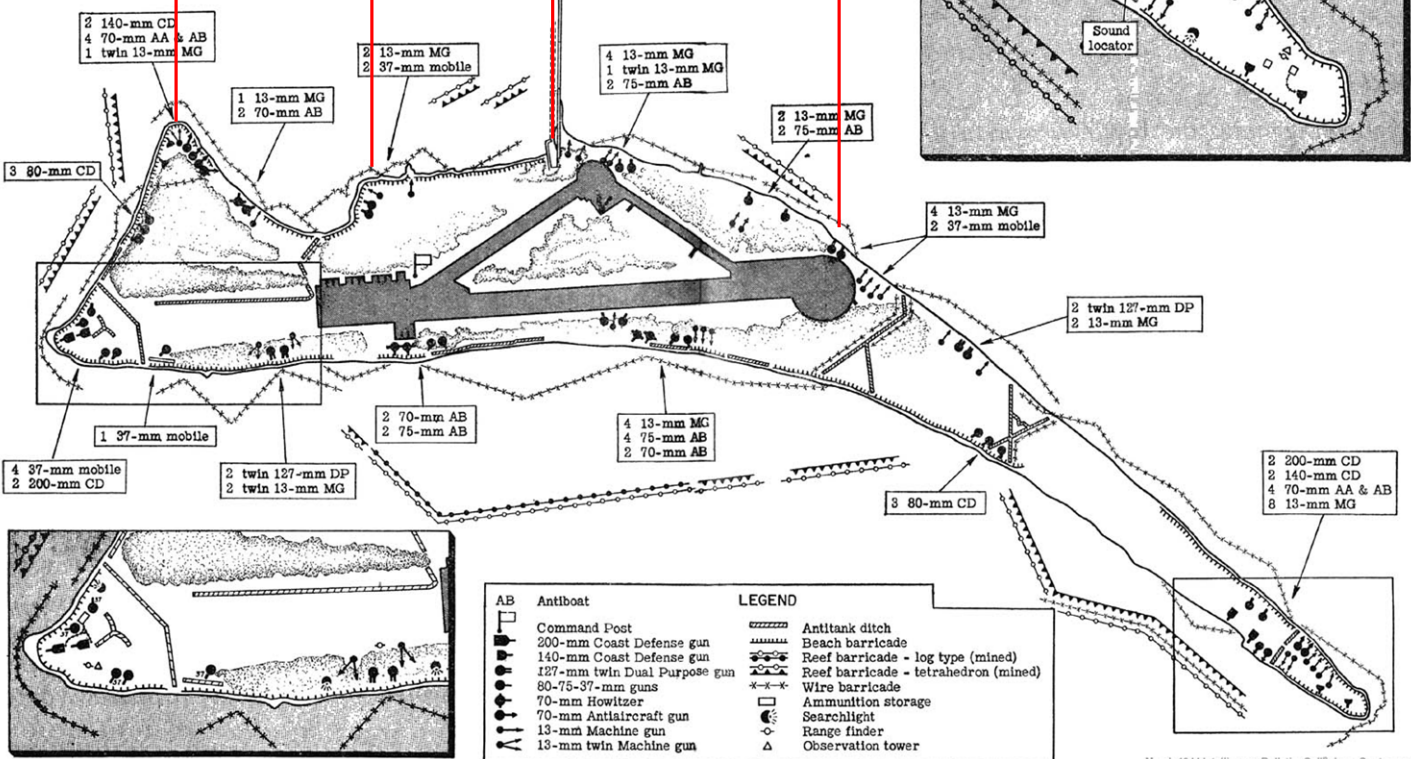 2 140-mm CD
4 70-mm AA & AB
1 twin 13-mm MG
2 13-mm MG
2 37-mm mobile
4 13-mm MG
1 twin 13-mm MG
2 75-mm AB
Sound
locator
1 13-mm MG
2 70-mm AB
2 13-mm MG
2 75-mm AB
3 80-mm CD
4 13-mm MG
2 37-mm mobile
2 twin 127-mm DP
2 13-mm MG
2 70-mm AB
2 75-mm AB
4 13-mm MG
4 75-mm AB
2 70-mm AB
1 37-mm mobile
4 37-mm mobile
2 200-mm CD
2 twin 127-mm DP
2 twin 13-mm MG
3 80-mm CD
2 200-mm CD
2 140-mm CD
4 70-mm AA & AB
8 13-mm MG
37
37
37
37
LEGEND
AB Antiboat
Command Post
200-mm Coast Defense gun
140-mm Coast Defense gun
127-mm twin Dual Purpose gun
80-75-37-mm guns
70-mm Howitzer
70-mm Antiaircraft gun
13-mm Machine gun
13-mm twin Machine gun
Antitank ditch
Beach barricade
Reef barricade - log type (mined)
Reef barricade - tetrahedron (mined)
Wire barricade
Ammunition storage
Searchlight
Range finder
Observation tower